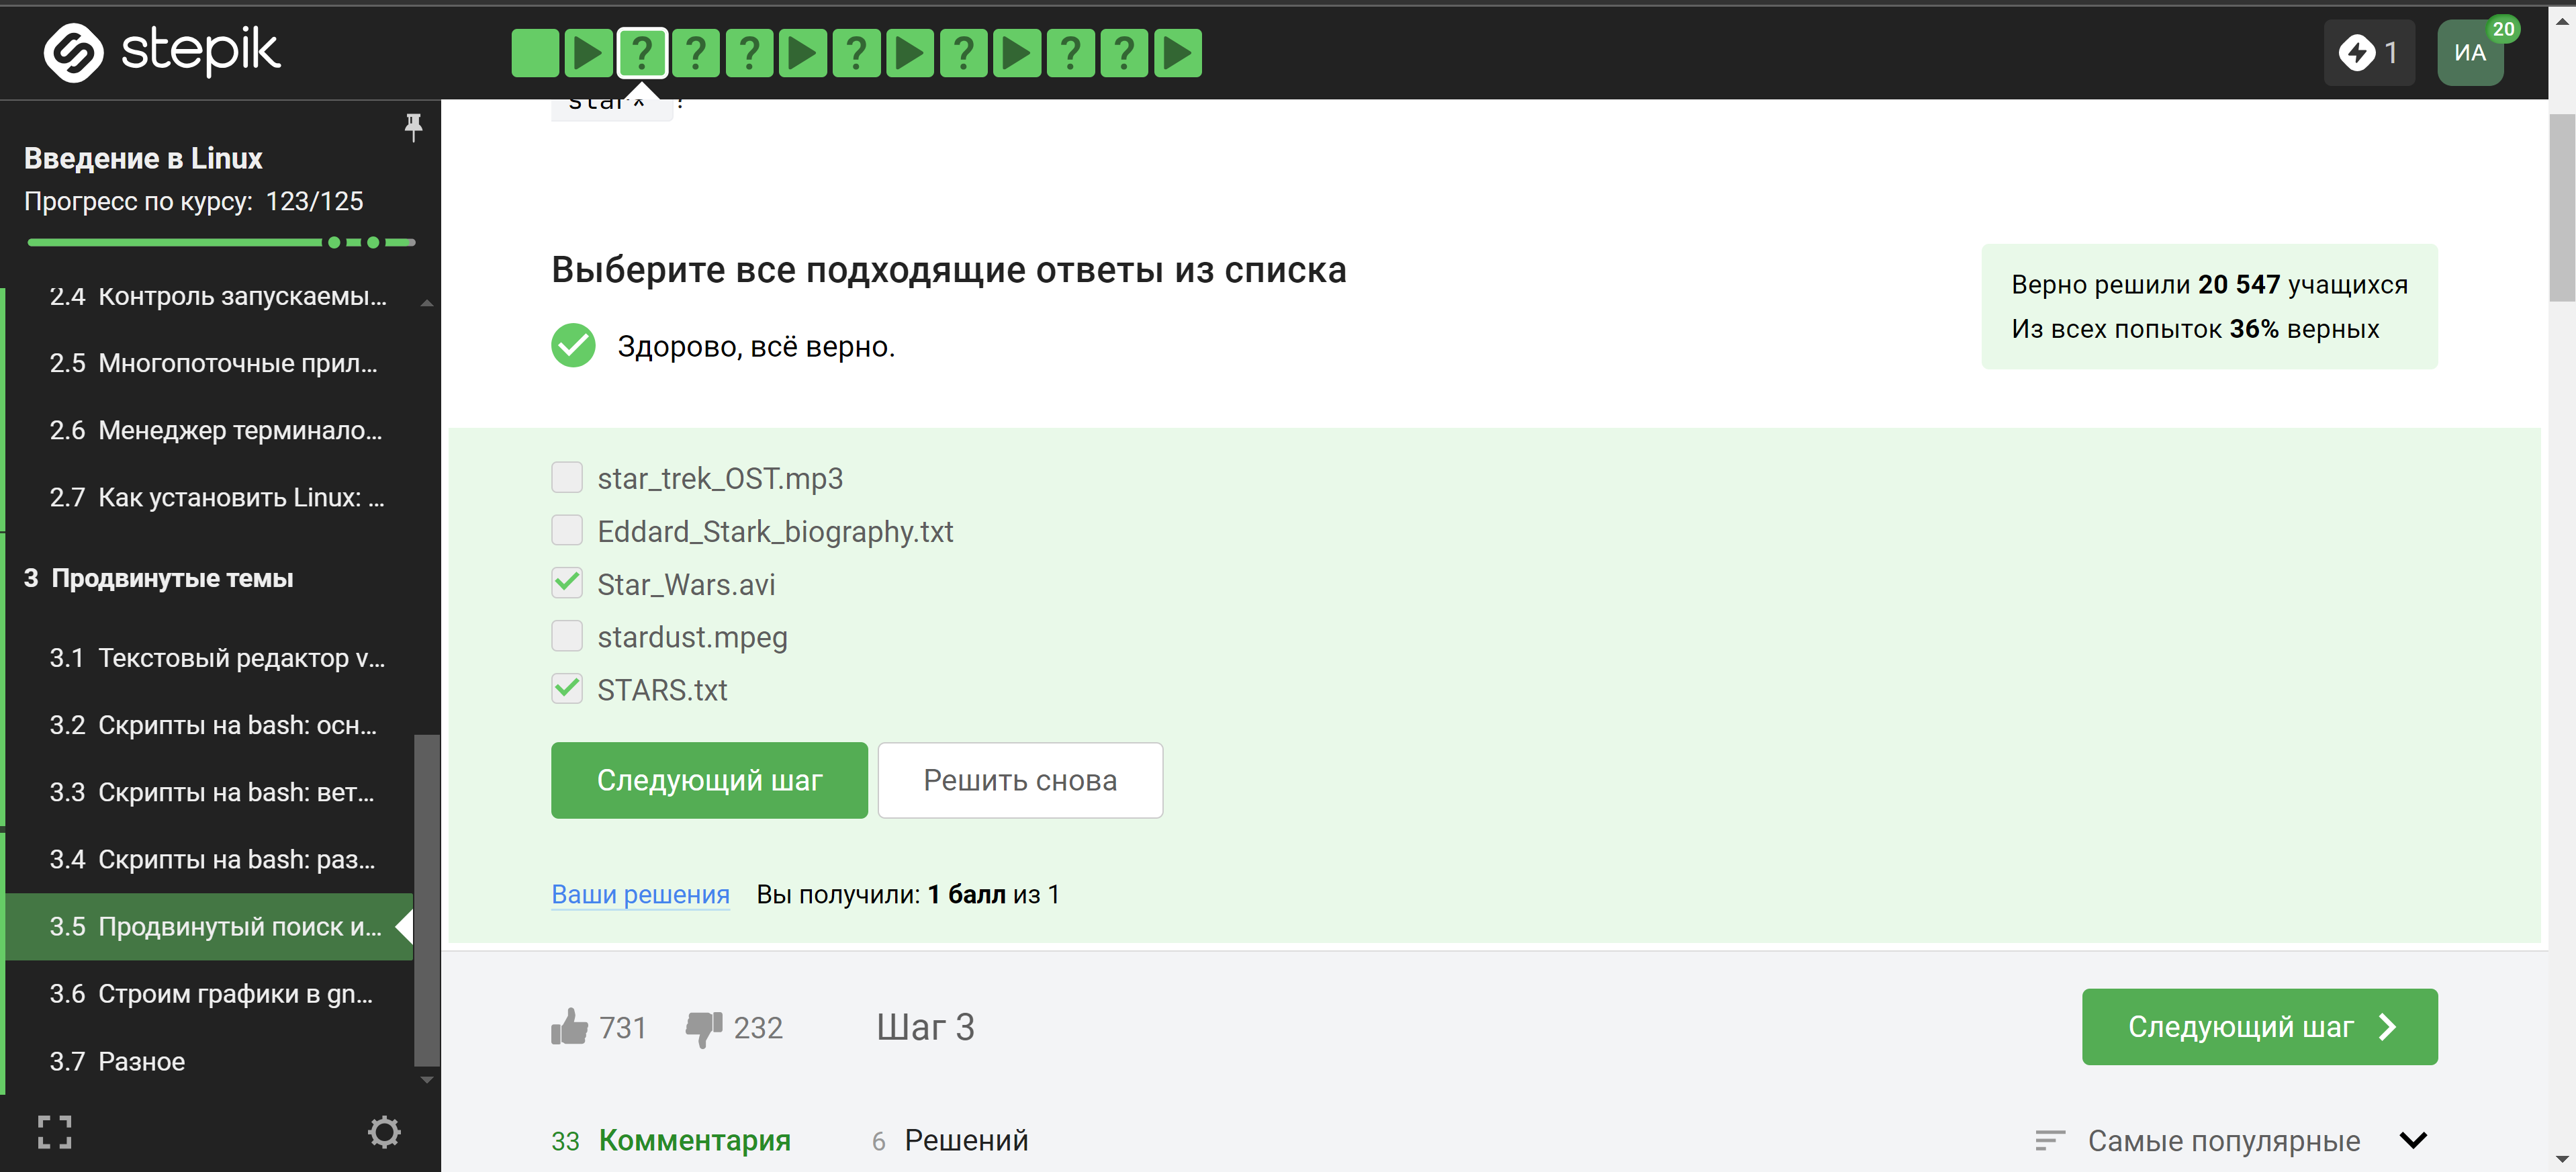 stepik
? ? ? ? ? ? ?
1
ИА
20
Введение в Linux
Прогресс по курсу: 123/125
2.4 Контроль запускаемы...
2.5 Многопоточные прил...
2.6 Менеджер терминало...
2.7 Как установить Linux: ...
3 Продвинутые темы
3.1 Текстовый редактор v...
3.2 Скрипты на bash: осн...
3.3 Скрипты на bash: вет...
3.4 Скрипты на bash: раз...
3.5 Продвинутый поиск и...
3.6 Строим графики в gn...
3.7 Разное
Выберите все подходящие ответы из списка
Здорово, всё верно.
Верно решили 20 547 учащихся
Из всех попыток 36% верных
star_trek_OST.mp3
Eddard_Stark_biography.txt
Star_Wars.avi
stardust.mpeg
STARS.txt
Следующий шаг
Решить снова
Ваши решения Вы получили: 1 балл из 1
731 232 Шаг 3
Следующий шаг
33 Комментария 6 Решений
Самые популярные